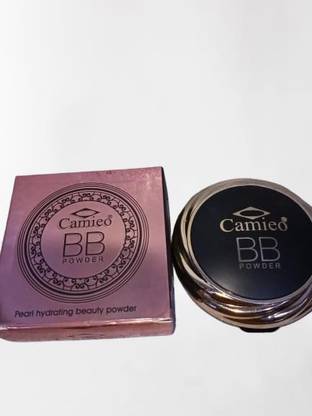 Camieo®
BB
POWDER
Pearl hydrating beauty powder
Camieo®
BB
POWDER